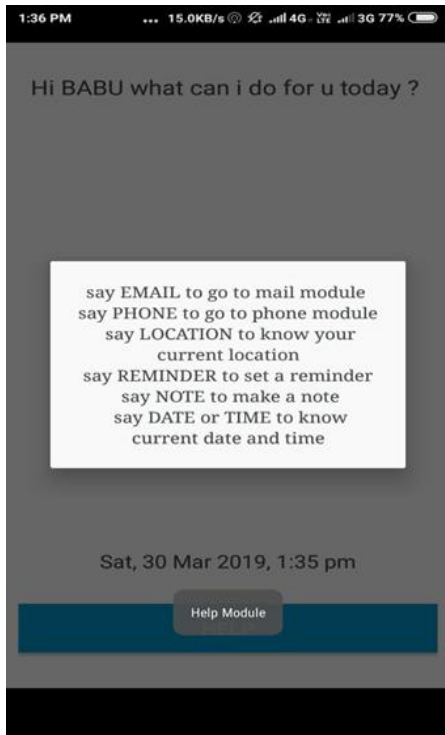 1:36 PM ... 15.0KB/s 4G VoLTE 3G 77%
Hi BABU what can i do for u today ?
say EMAIL to go to mail module
say PHONE to go to phone module
say LOCATION to know your
current location
say REMINDER to set a reminder
say NOTE to make a note
say DATE or TIME to know
current date and time
Sat, 30 Mar 2019, 1:35 pm
Help Module